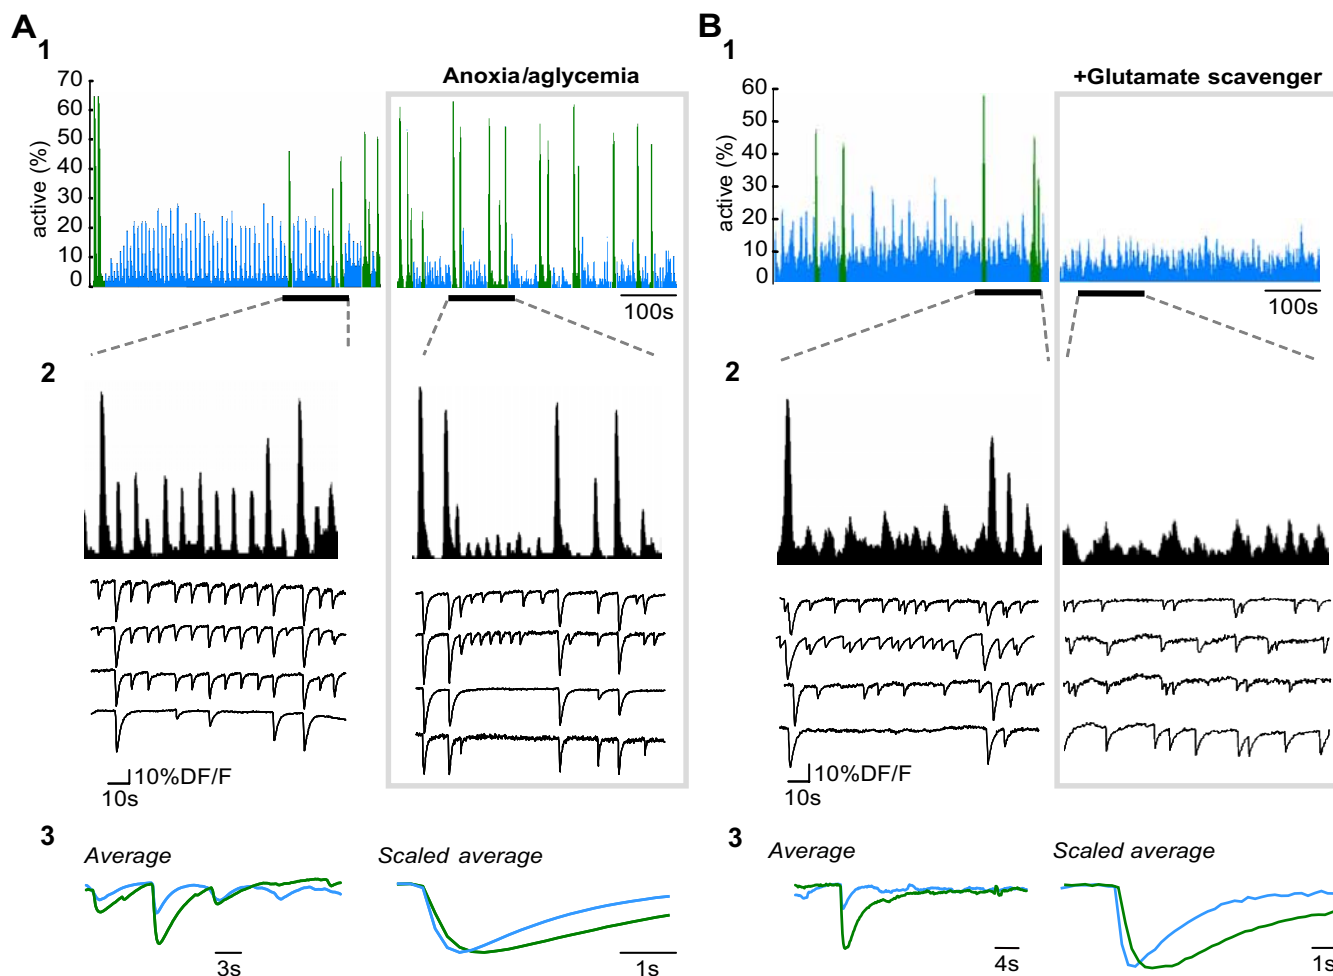 A
1
Anoxia/aglycemia
active (%)
70
60
50
40
30
20
10
0
100s
2
10%DF/F
10s
3
Average
Scaled average
3s
1s
B
1
+Glutamate scavenger
active (%)
60
50
40
30
20
10
0
100s
2
10%DF/F
10s
3
Average
Scaled average
4s
1s